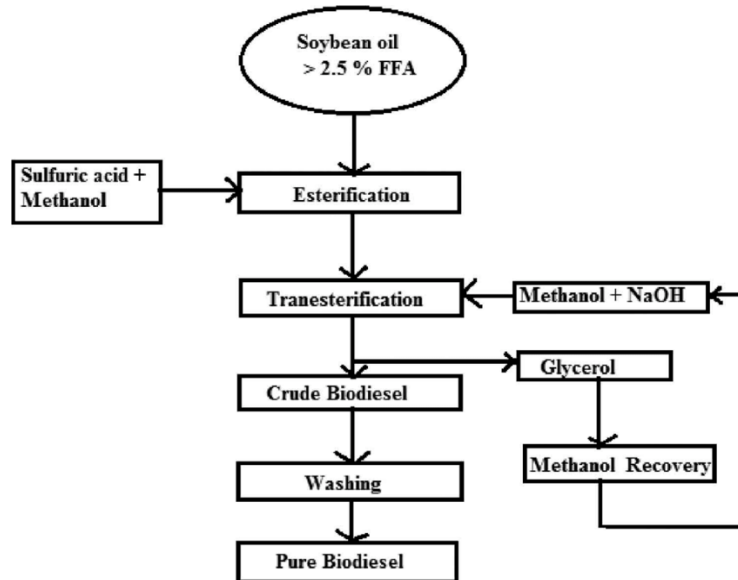 Soybean oil
> 2.5 % FFA
Sulfuric acid +
Methanol
Esterification
Tranesterification
Methanol + NaOH
Glycerol
Crude Biodiesel
Methanol Recovery
Washing
Pure Biodiesel